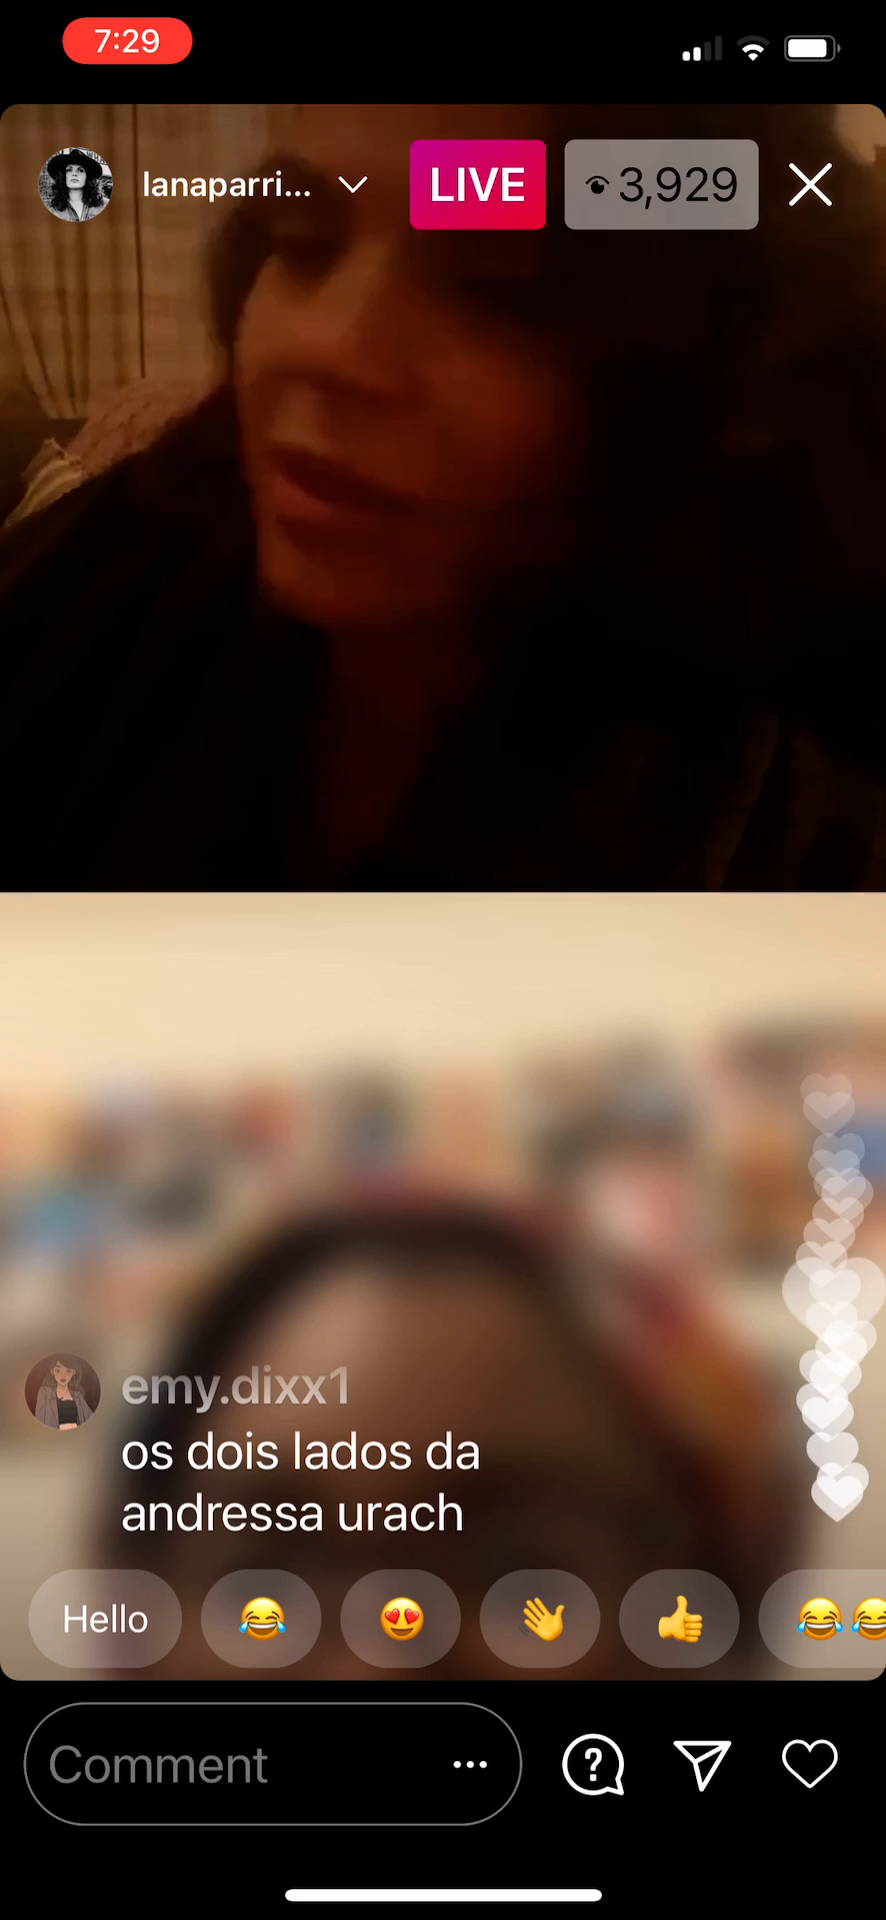 7:29
lanaparri...
LIVE
3,929
emy.dixx1
os dois lados da
andressa urach
Hello
Comment